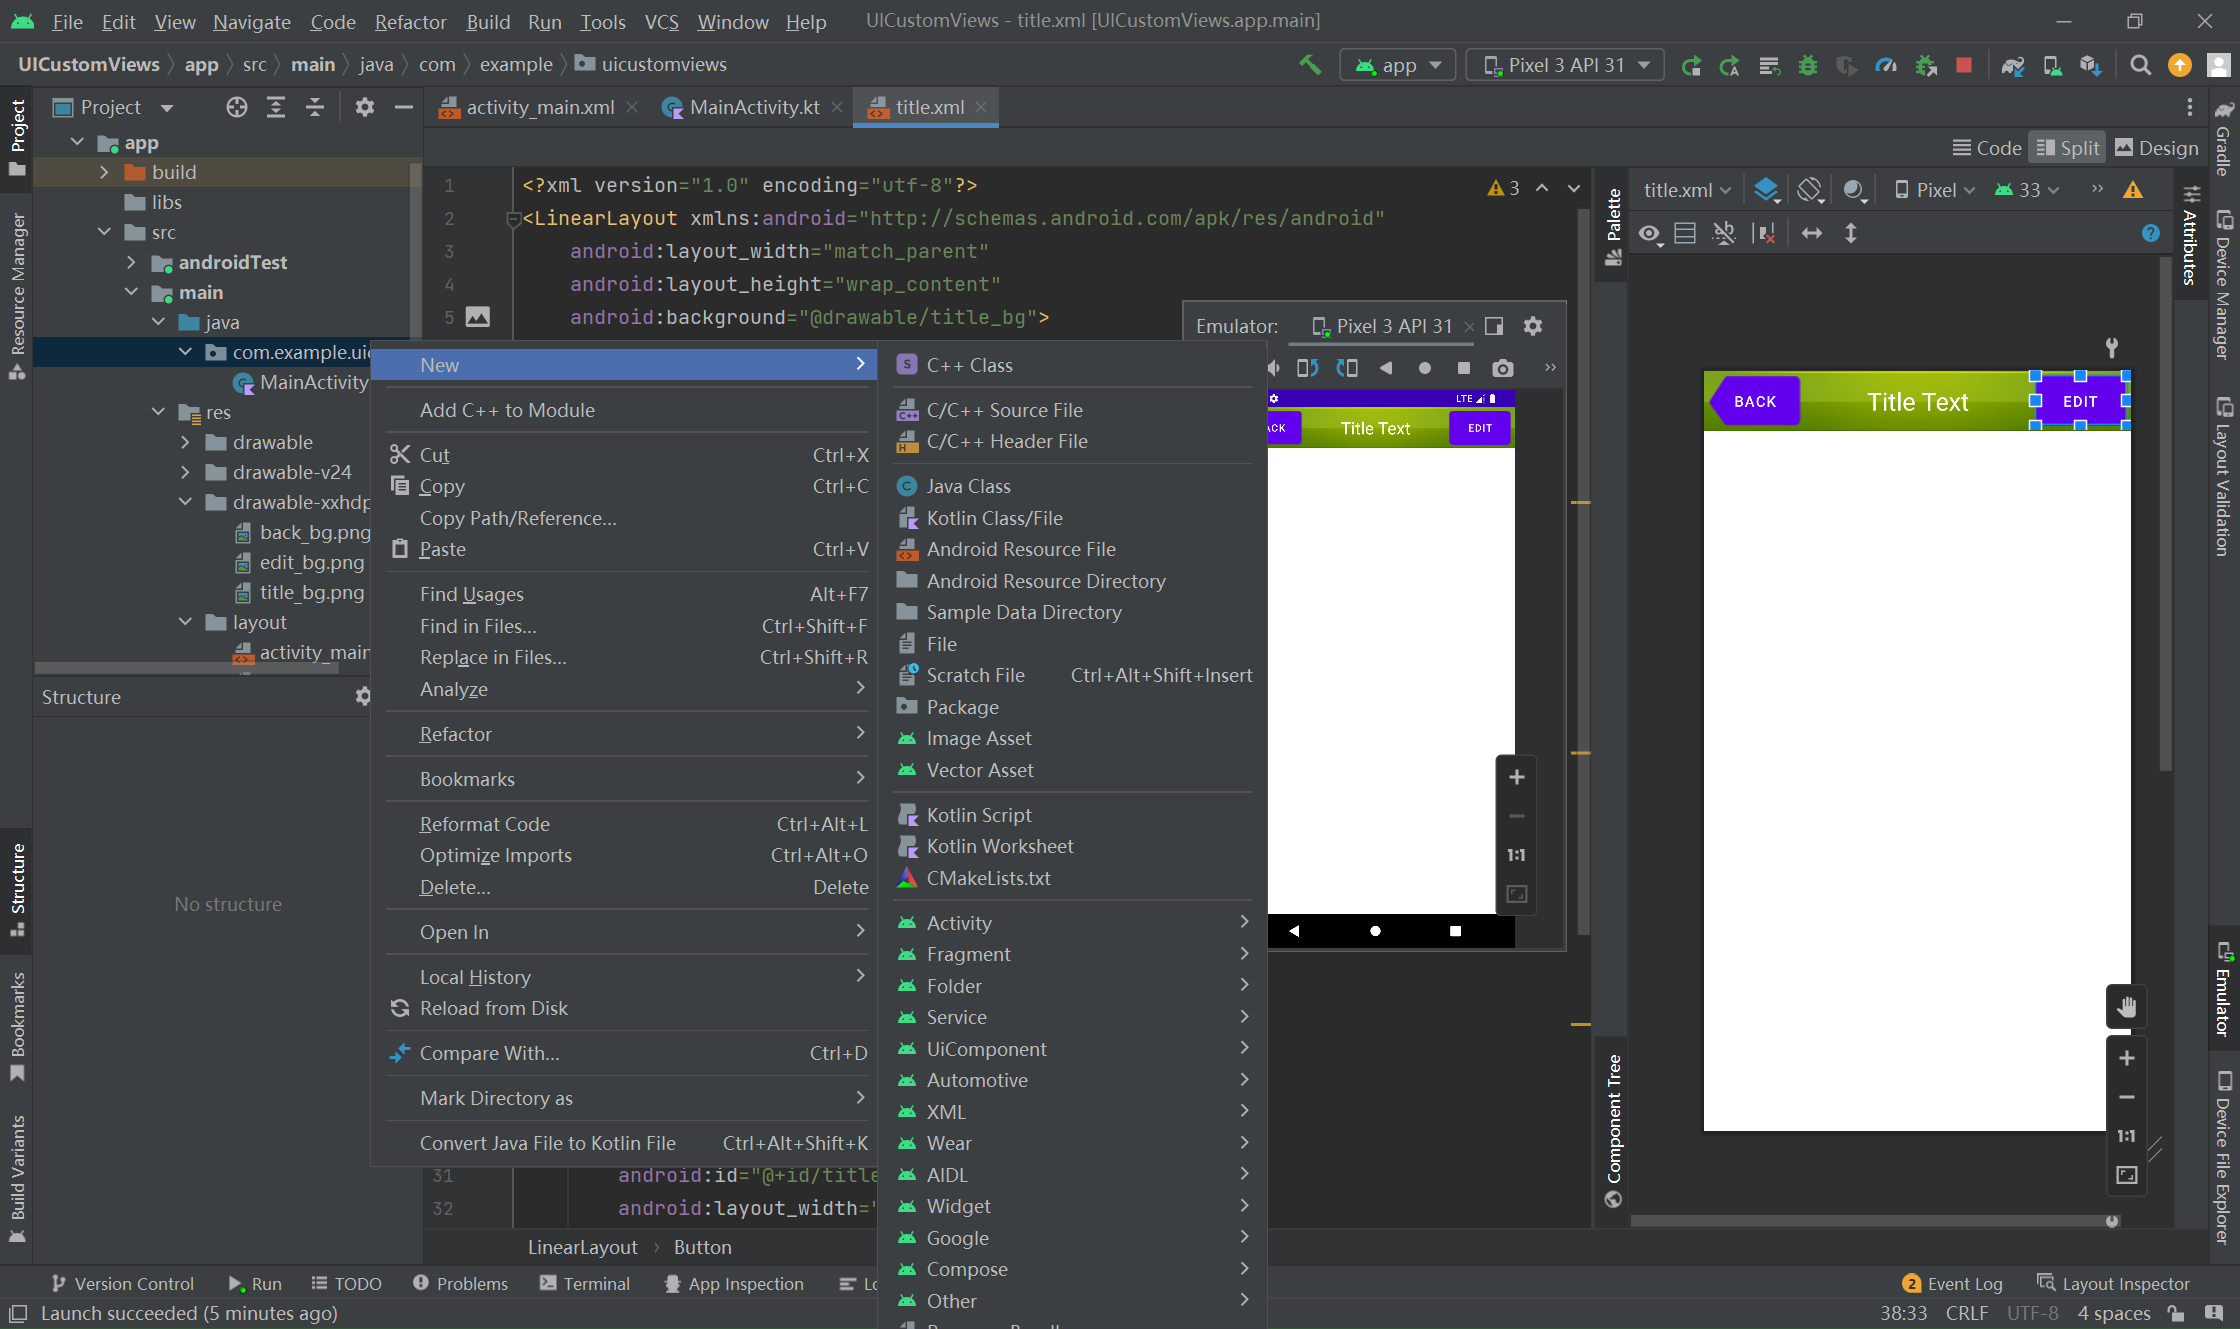 File Edit View Navigate Code Refactor Build Run Tools VCS Window Help UICustomViews - title.xml [UICustomViews.app.main]
UICustomViews app src main java com example uicustomviews app Pixel 3 API 31
Project activity_main.xml MainActivity.kt title.xml
Code Split Design
app
build
libs
src
androidTest
main
java
com.example.uic
MainActivity
res
drawable
drawable-v24
drawable-xxhdp
back_bg.png
edit_bg.png
title_bg.png
layout
activity_main
Structure
No structure
1 <?xml version="1.0" encoding="utf-8"?>
2 <LinearLayout xmlns:android="http://schemas.android.com/apk/res/android"
3 android:layout_width="match_parent"
4 android:layout_height="wrap_content"
5 android:background="@drawable/title_bg">
3
31 android:id="@+id/title
32 android:layout_width="
LinearLayout Button
New
Add C++ to Module
Cut Ctrl+X
Copy Ctrl+C
Copy Path/Reference...
Paste Ctrl+V
Find Usages Alt+F7
Find in Files... Ctrl+Shift+F
Replace in Files... Ctrl+Shift+R
Analyze
Refactor
Bookmarks
Reformat Code Ctrl+Alt+L
Optimize Imports Ctrl+Alt+O
Delete... Delete
Open In
Local History
Reload from Disk
Compare With... Ctrl+D
Mark Directory as
Convert Java File to Kotlin File Ctrl+Alt+Shift+K
C++ Class
C/C++ Source File
C/C++ Header File
Java Class
Kotlin Class/File
Android Resource File
Android Resource Directory
Sample Data Directory
File
Scratch File Ctrl+Alt+Shift+Insert
Package
Image Asset
Vector Asset
Kotlin Script
Kotlin Worksheet
CMakeLists.txt
Activity
Fragment
Folder
Service
UiComponent
Automotive
XML
Wear
AIDL
Widget
Google
Compose
Other
Emulator: Pixel 3 API 31
LTE
ACK Title Text EDIT
1:1
title.xml Pixel 33
BACK Title Text EDIT
1:1
Palette
Component Tree
Attributes
Project
Resource Manager
Structure
Bookmarks
Build Variants
Gradle
Device Manager
Layout Validation
Emulator
Device File Explorer
Version Control Run TODO Problems Terminal App Inspection Lo 2 Event Log Layout Inspector
Launch succeeded (5 minutes ago) 38:33 CRLF UTF-8 4 spaces